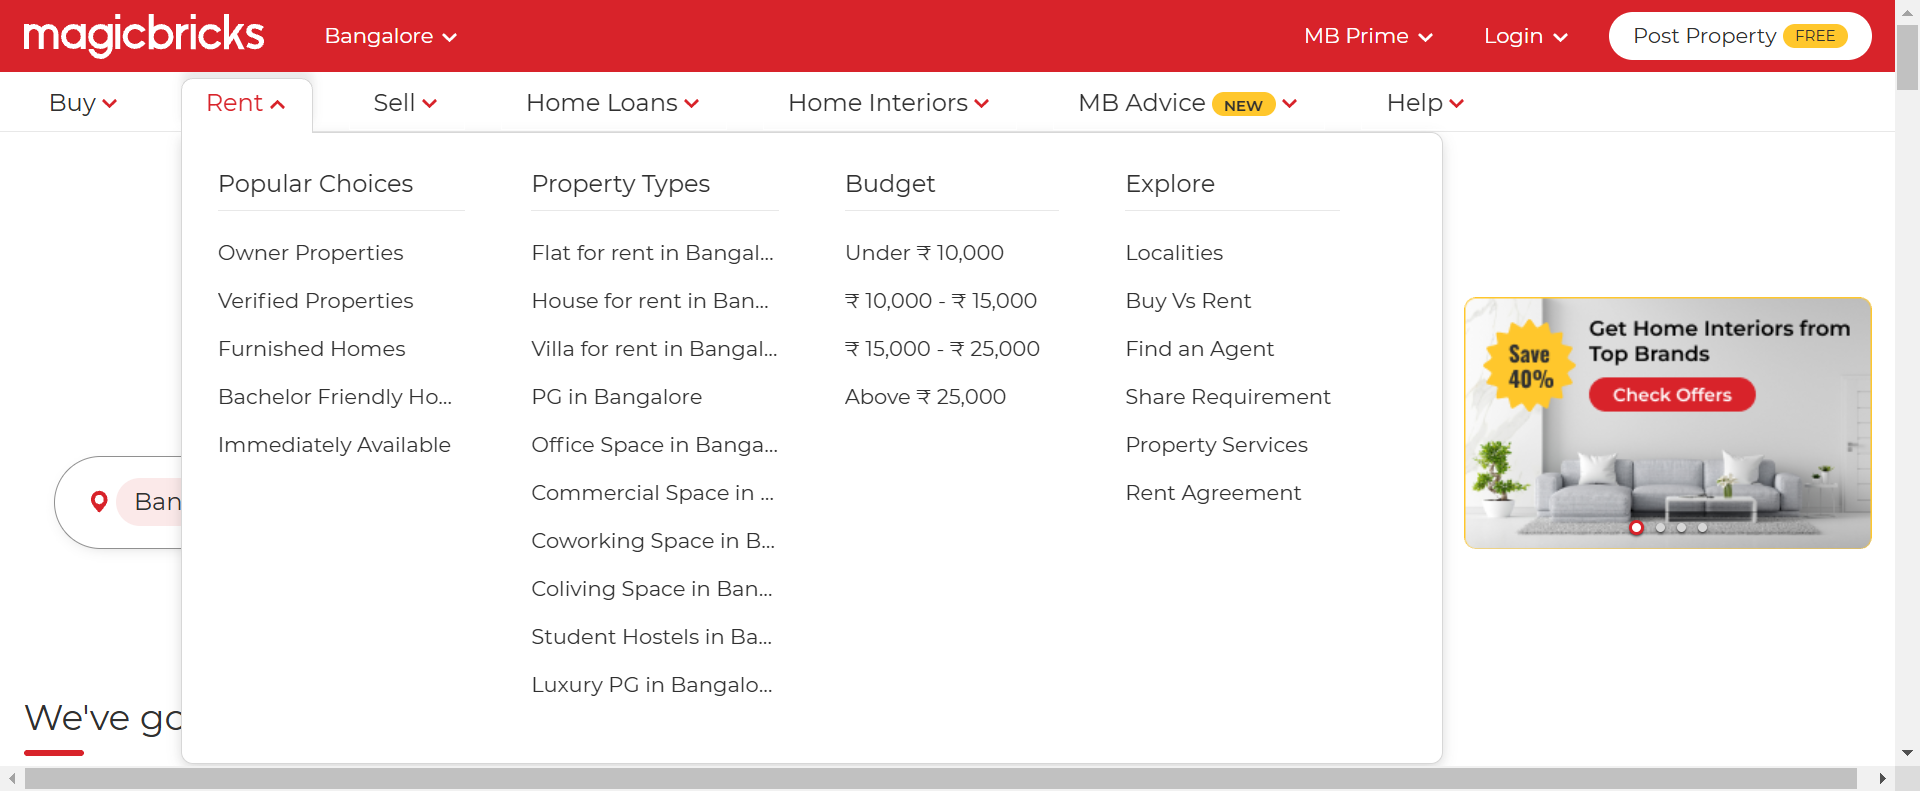 magicbricks
Bangalore
MB Prime
Login
Post Property FREE
Buy
Rent
Sell
Home Loans
Home Interiors
MB Advice NEW
Help
Popular Choices
Owner Properties
Verified Properties
Furnished Homes
Bachelor Friendly Ho...
Immediately Available
Property Types
Flat for rent in Bangal...
House for rent in Ban...
Villa for rent in Bangal...
PG in Bangalore
Office Space in Banga...
Commercial Space in ...
Coworking Space in B...
Coliving Space in Ban...
Student Hostels in Ba...
Luxury PG in Bangalo...
Budget
Under ₹ 10,000
₹ 10,000 - ₹ 15,000
₹ 15,000 - ₹ 25,000
Above ₹ 25,000
Explore
Localities
Buy Vs Rent
Find an Agent
Share Requirement
Property Services
Rent Agreement
Save
40%
Get Home Interiors from
Top Brands
Check Offers
Ban
We've go